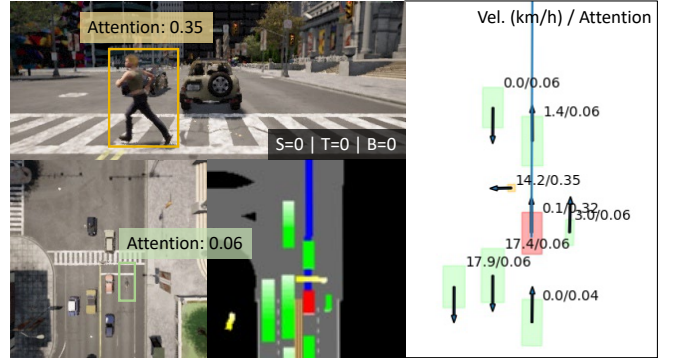 Attention: 0.35
S=0 | T=0 | B=0
Attention: 0.06
Vel. (km/h) / Attention
0.0/0.06
1.4/0.06
14.2/0.35
0.1/0.32
3.0/0.06
17.4/0.06
17.9/0.06
0.0/0.04